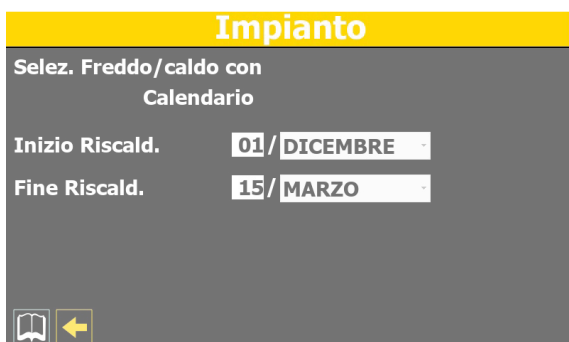 Impianto
Selez. Freddo/caldo con
Calendario
Inizio Riscald. 01/ DICEMBRE
Fine Riscald. 15/ MARZO